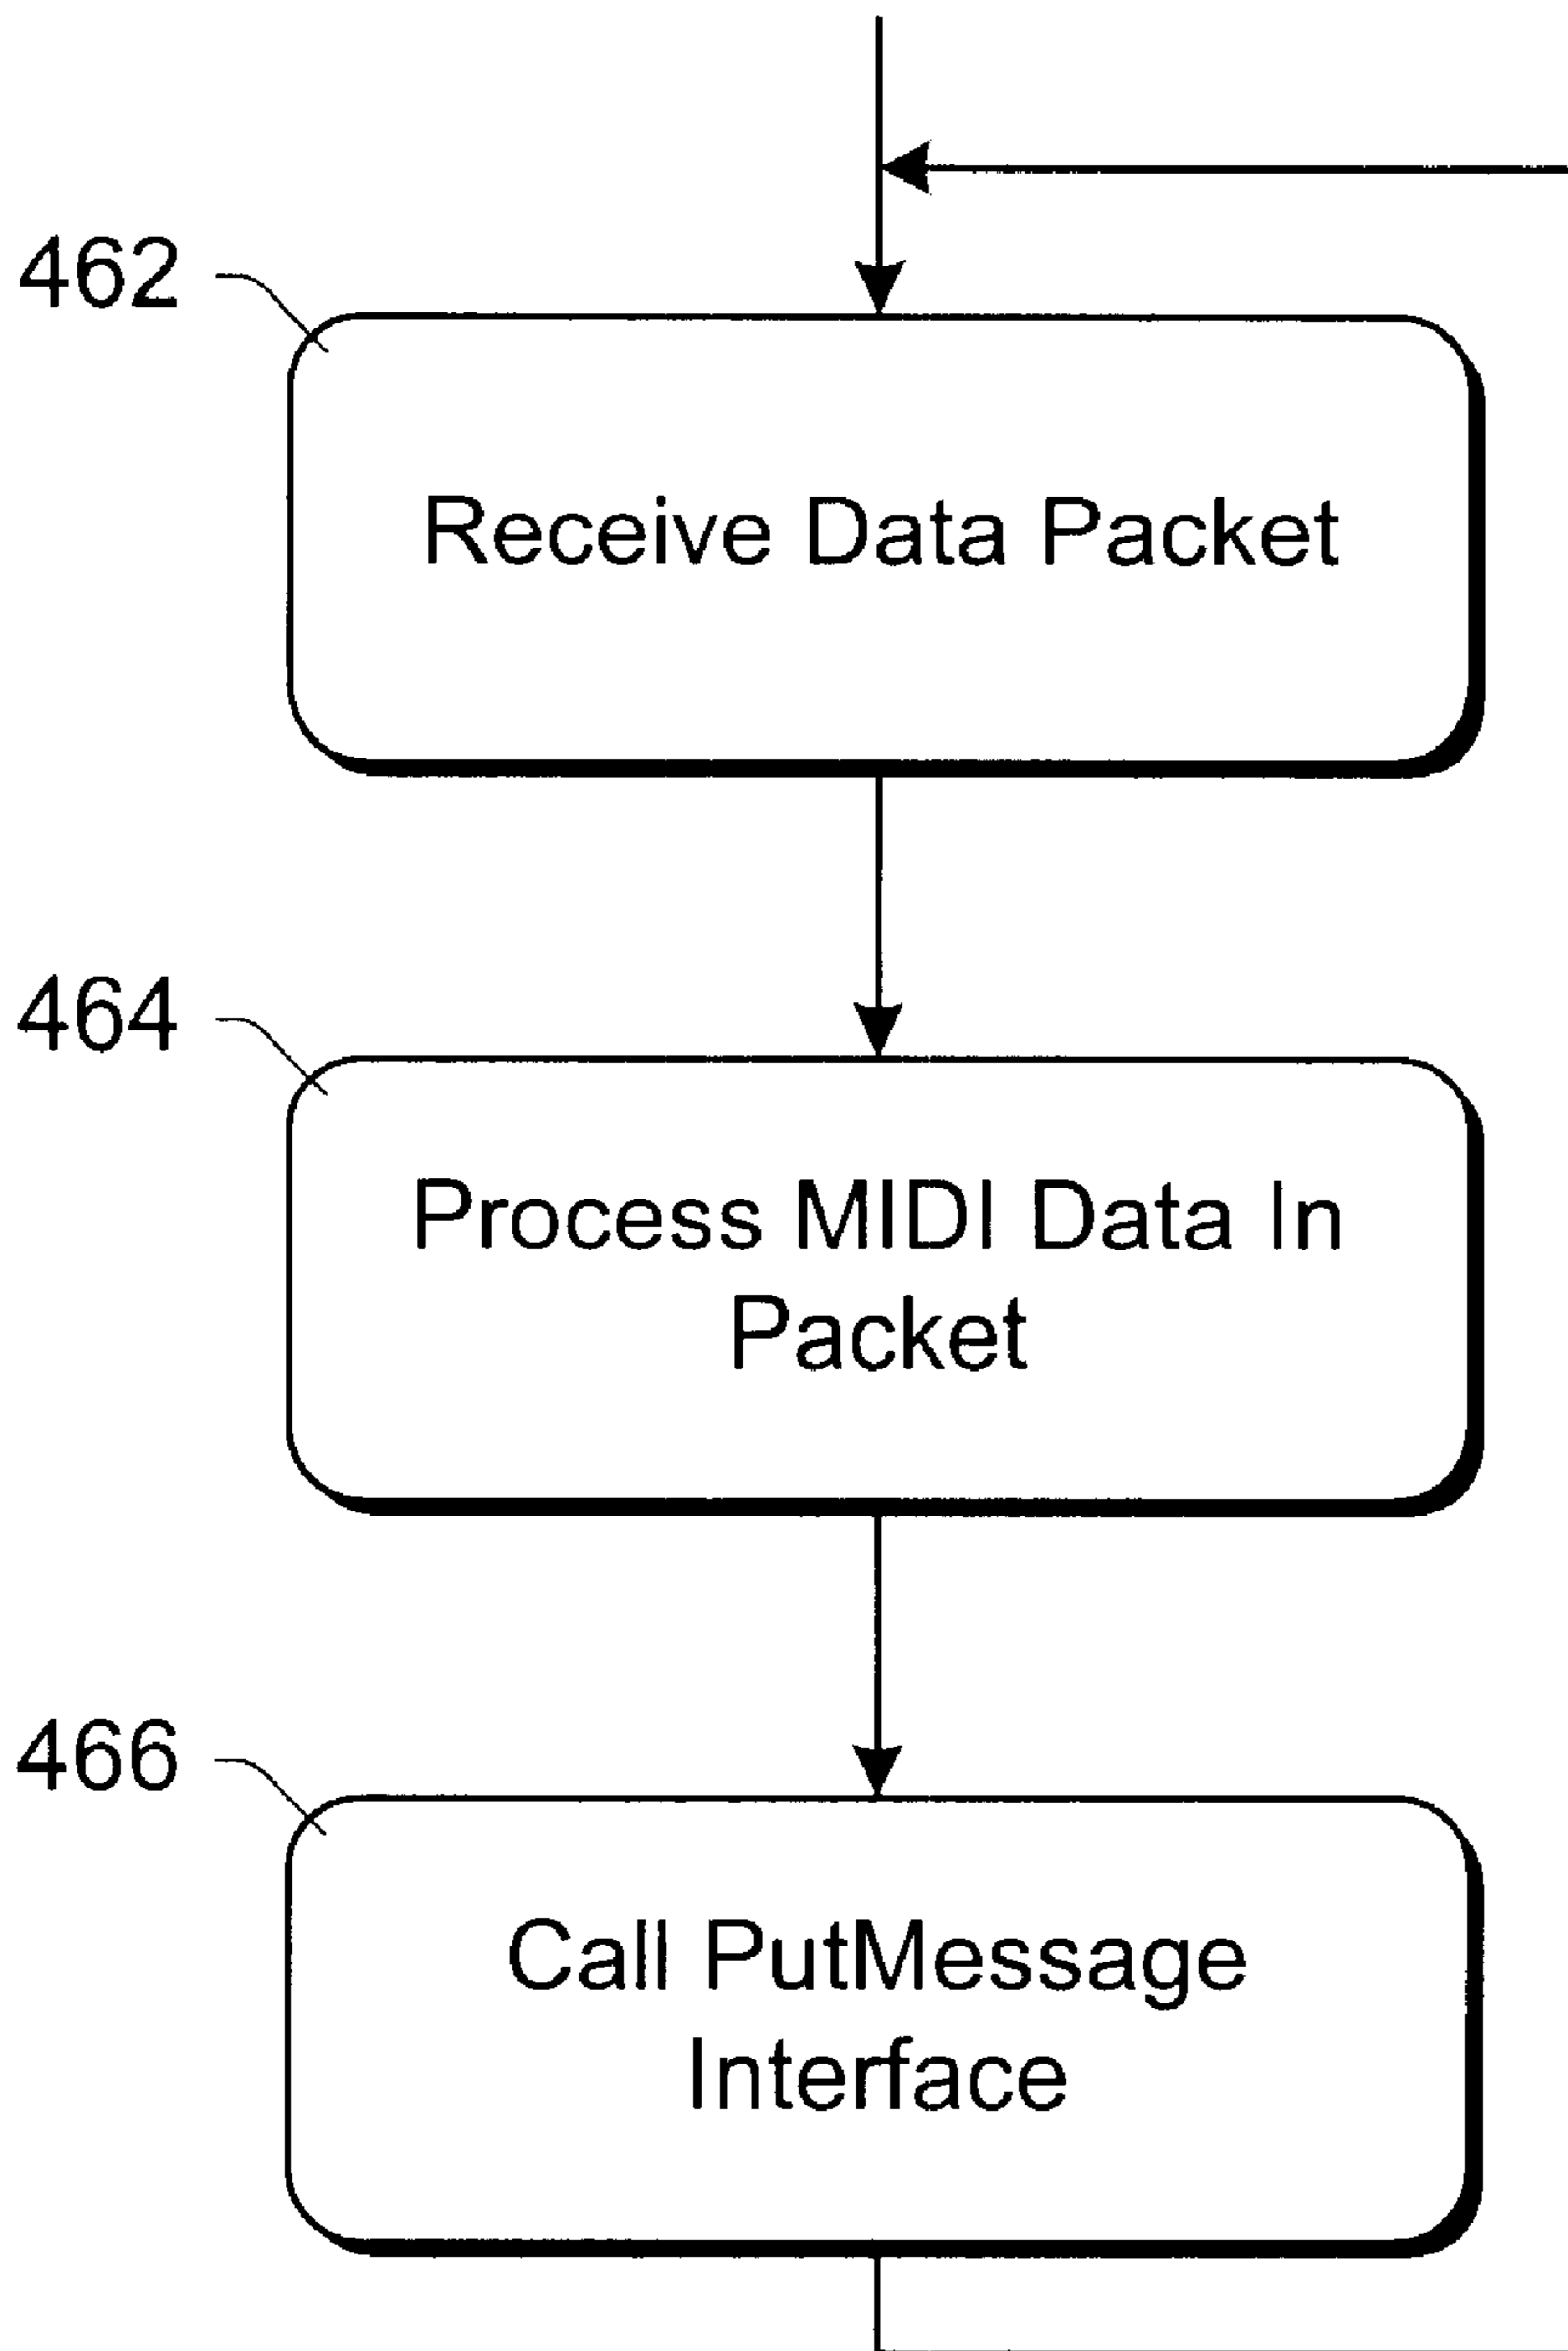 462
Receive Data Packet
464
Process MIDI Data In
Packet
466
Call PutMessage
Interface